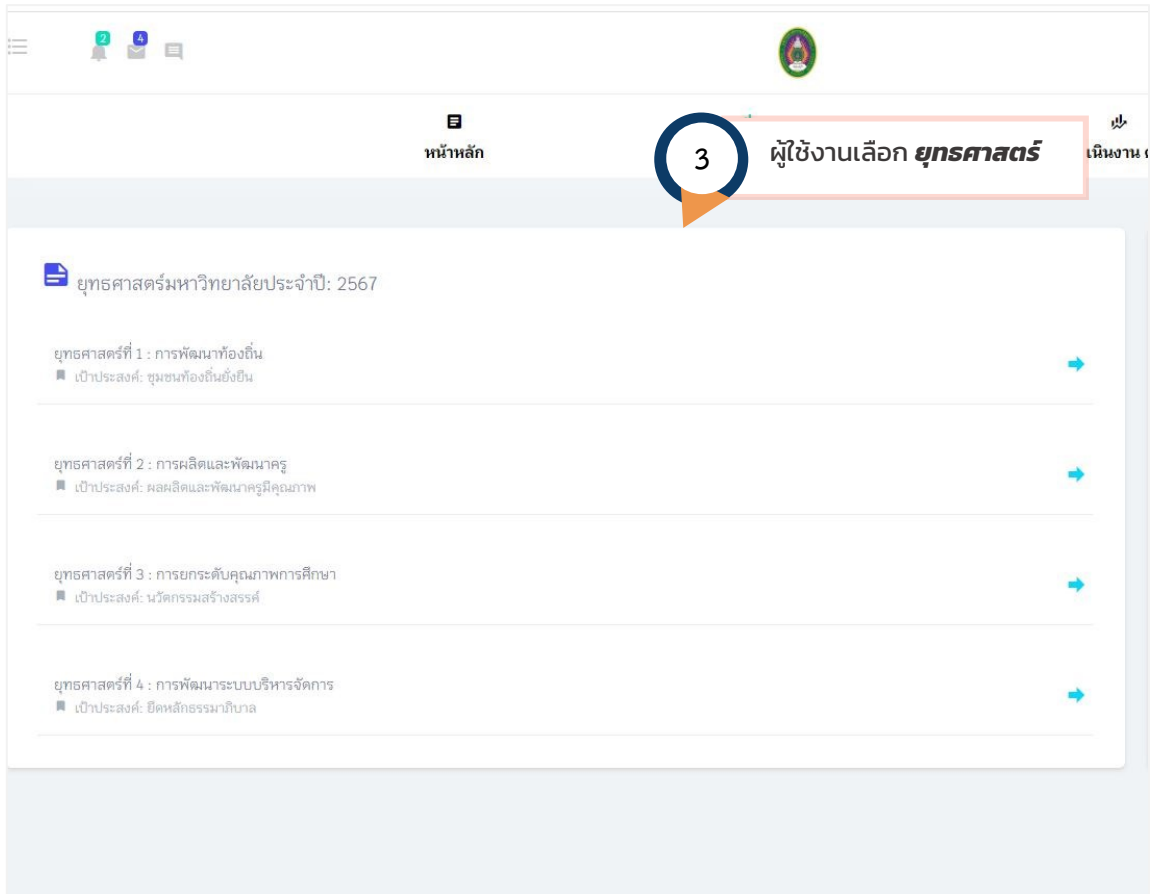 2 4
หน้าหลัก
3 ผู้ใช้งานเลือก ยุทธศาสตร์
เนินงาน
ยุทธศาสตร์มหาวิทยาลัยประจำปี: 2567
ยุทธศาสตร์ที่ 1 : การพัฒนาท้องถิ่น
เป้าประสงค์: ชุมชนท้องถิ่นยั่งยืน
ยุทธศาสตร์ที่ 2 : การผลิตและพัฒนาครู
เป้าประสงค์: ผลผลิตและพัฒนาครูมีคุณภาพ
ยุทธศาสตร์ที่ 3 : การยกระดับคุณภาพการศึกษา
เป้าประสงค์: นวัตกรรมสร้างสรรค์
ยุทธศาสตร์ที่ 4 : การพัฒนาระบบบริหารจัดการ
เป้าประสงค์: ยึดหลักธรรมาภิบาล